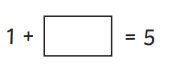 1 + = 5